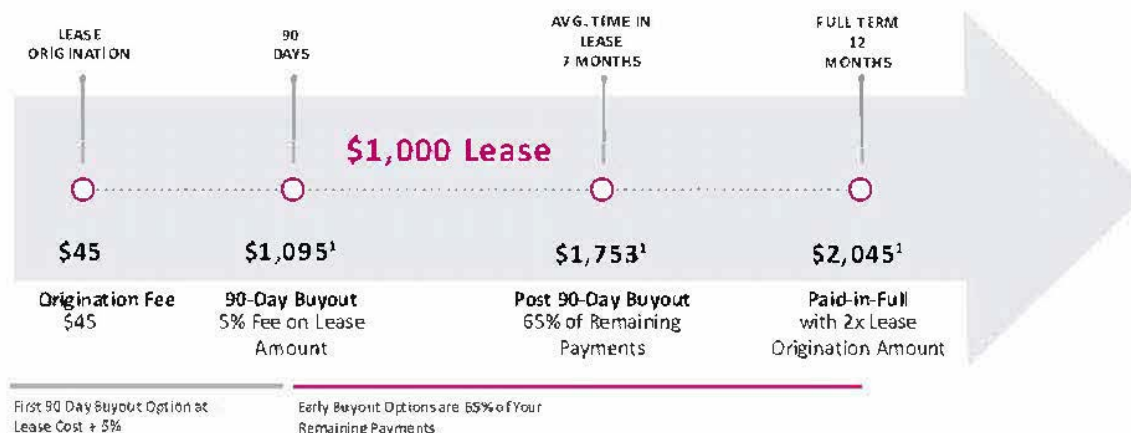 LEASE
ORIGINATION
90
DAYS
AVG. TIME IN
LEASE
7 MONTHS
FULL TERM
12
MONTHS
$1,000 Lease
$45
$1,095¹
$1,753¹
$2,045¹
Origination Fee
$45
90-Day Buyout
5% Fee on Lease
Amount
Post 90-Day Buyout
65% of Remaining
Payments
Paid-in-Full
with 2x Lease
Origination Amount
First 90 Day Buyout Option at
Lease Cost + 5%
Early Buyout Options are 65% of Your
Remaining Payments